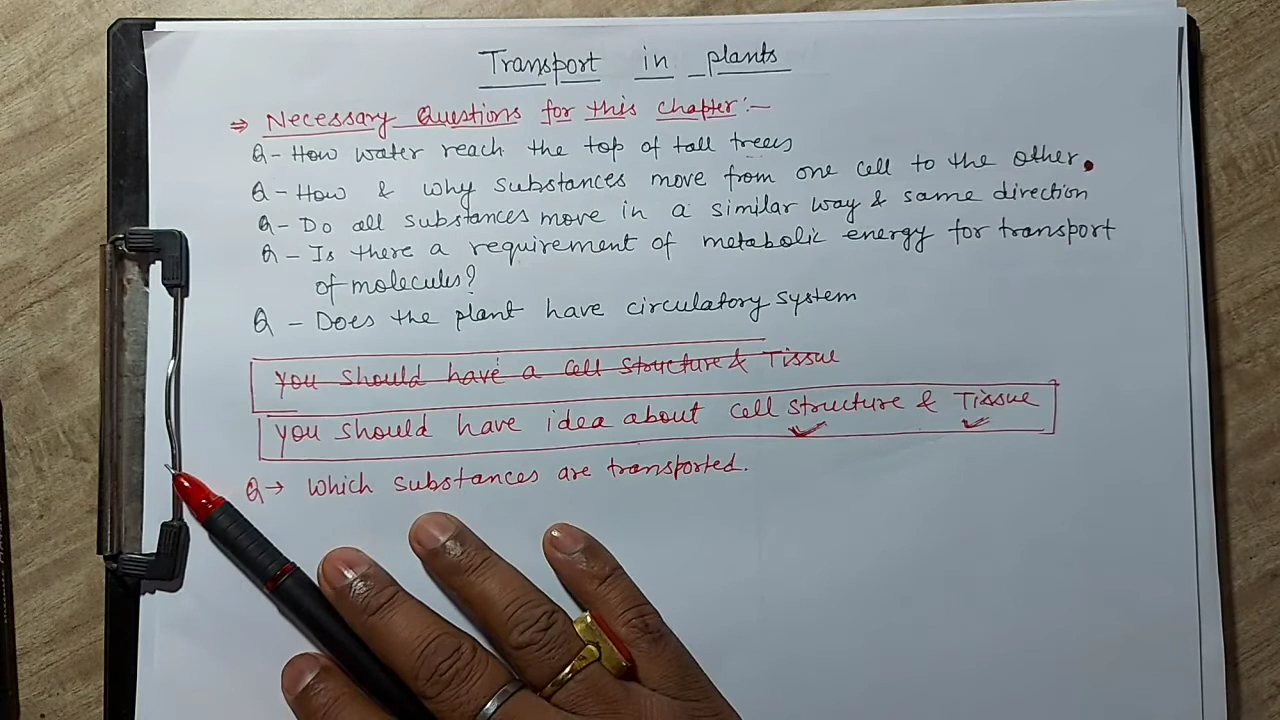 Transport in plants
⇒ Necessary Questions for this chapter:-
Q - How water reach the top of tall trees
Q - How & why substances move from one cell to the other.
Q - Do all substances move in a similar way & same direction
Q - Is there a requirement of metabolic energy for transport
of molecules?
Q - Does the plant have circulatory system
You should have a cell structure & Tissue
You should have idea about cell structure & Tissue
Q → which substances are transported.